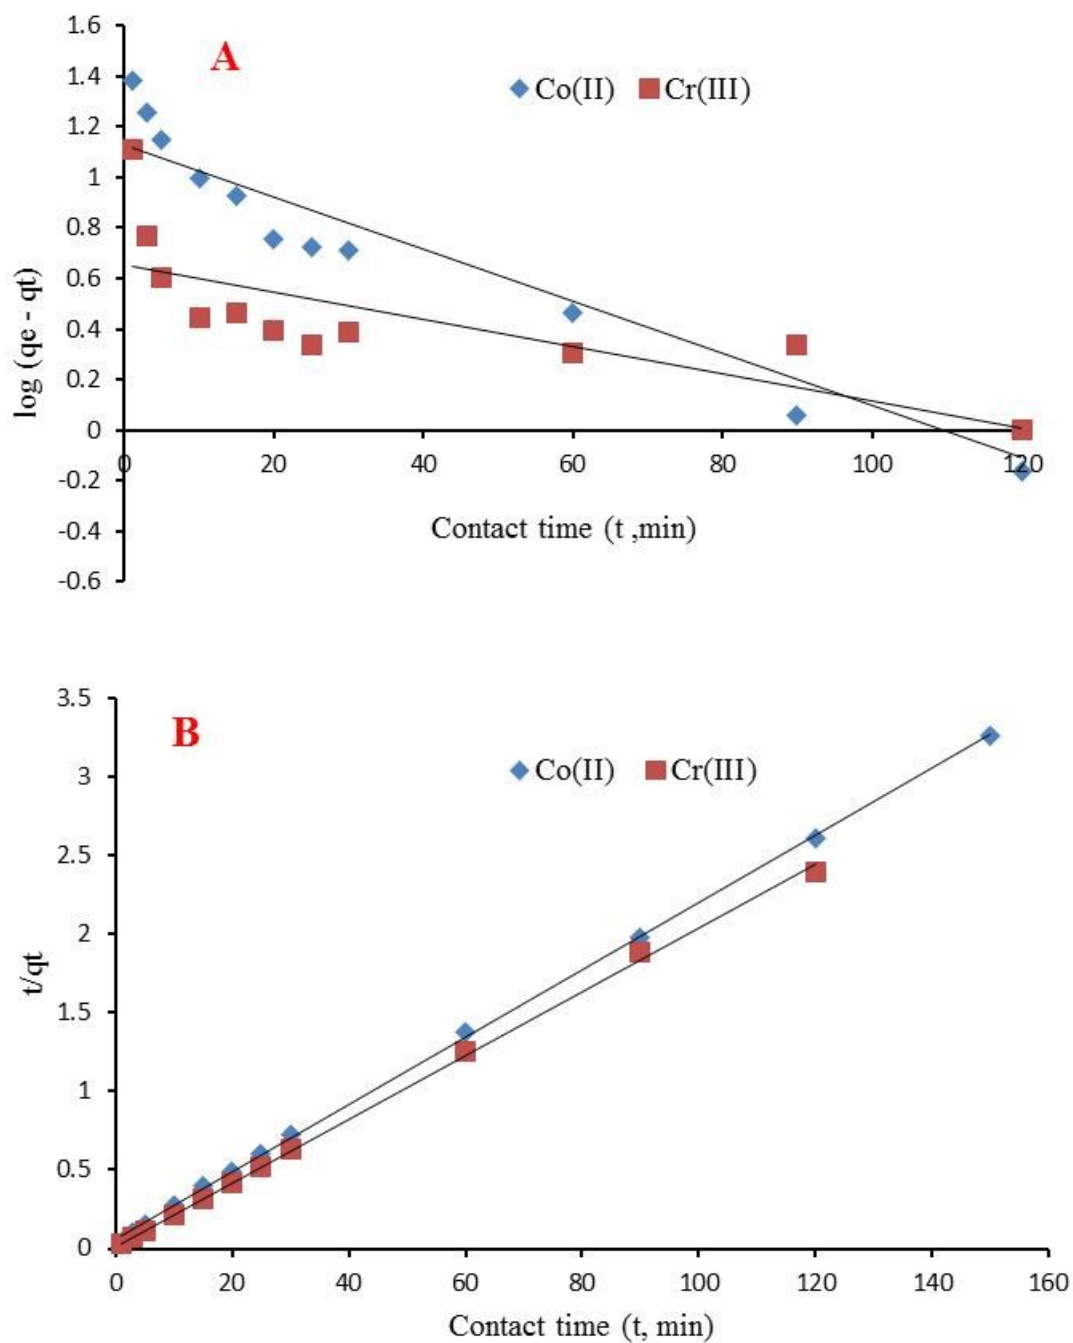 1.6
A
1.4
Co(II) Cr(III)
1.2
1
0.8
0.6
0.4
0.2
0
0 20 40 60 80 100 120
-0.2
-0.4
-0.6
log (qe - qt)
Contact time (t ,min)
3.5
B
Co(II) Cr(III)
3
2.5
2
1.5
1
0.5
0
t/qt
0 20 40 60 80 100 120 140 160
Contact time (t, min)